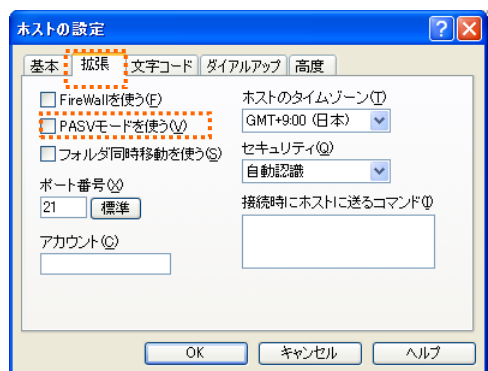 ホストの設定
基本 拡張 文字コード ダイアルアップ 高度
FireWallを使う(F)
PASVモードを使う(V)
フォルダ同時移動を使う(S)
ポート番号(X)
21 標準
アカウント(C)
ホストのタイムゾーン(T)
GMT+9:00 (日本)
セキュリティ(Q)
自動認識
接続時にホストに送るコマンド(I)
OK キャンセル ヘルプ